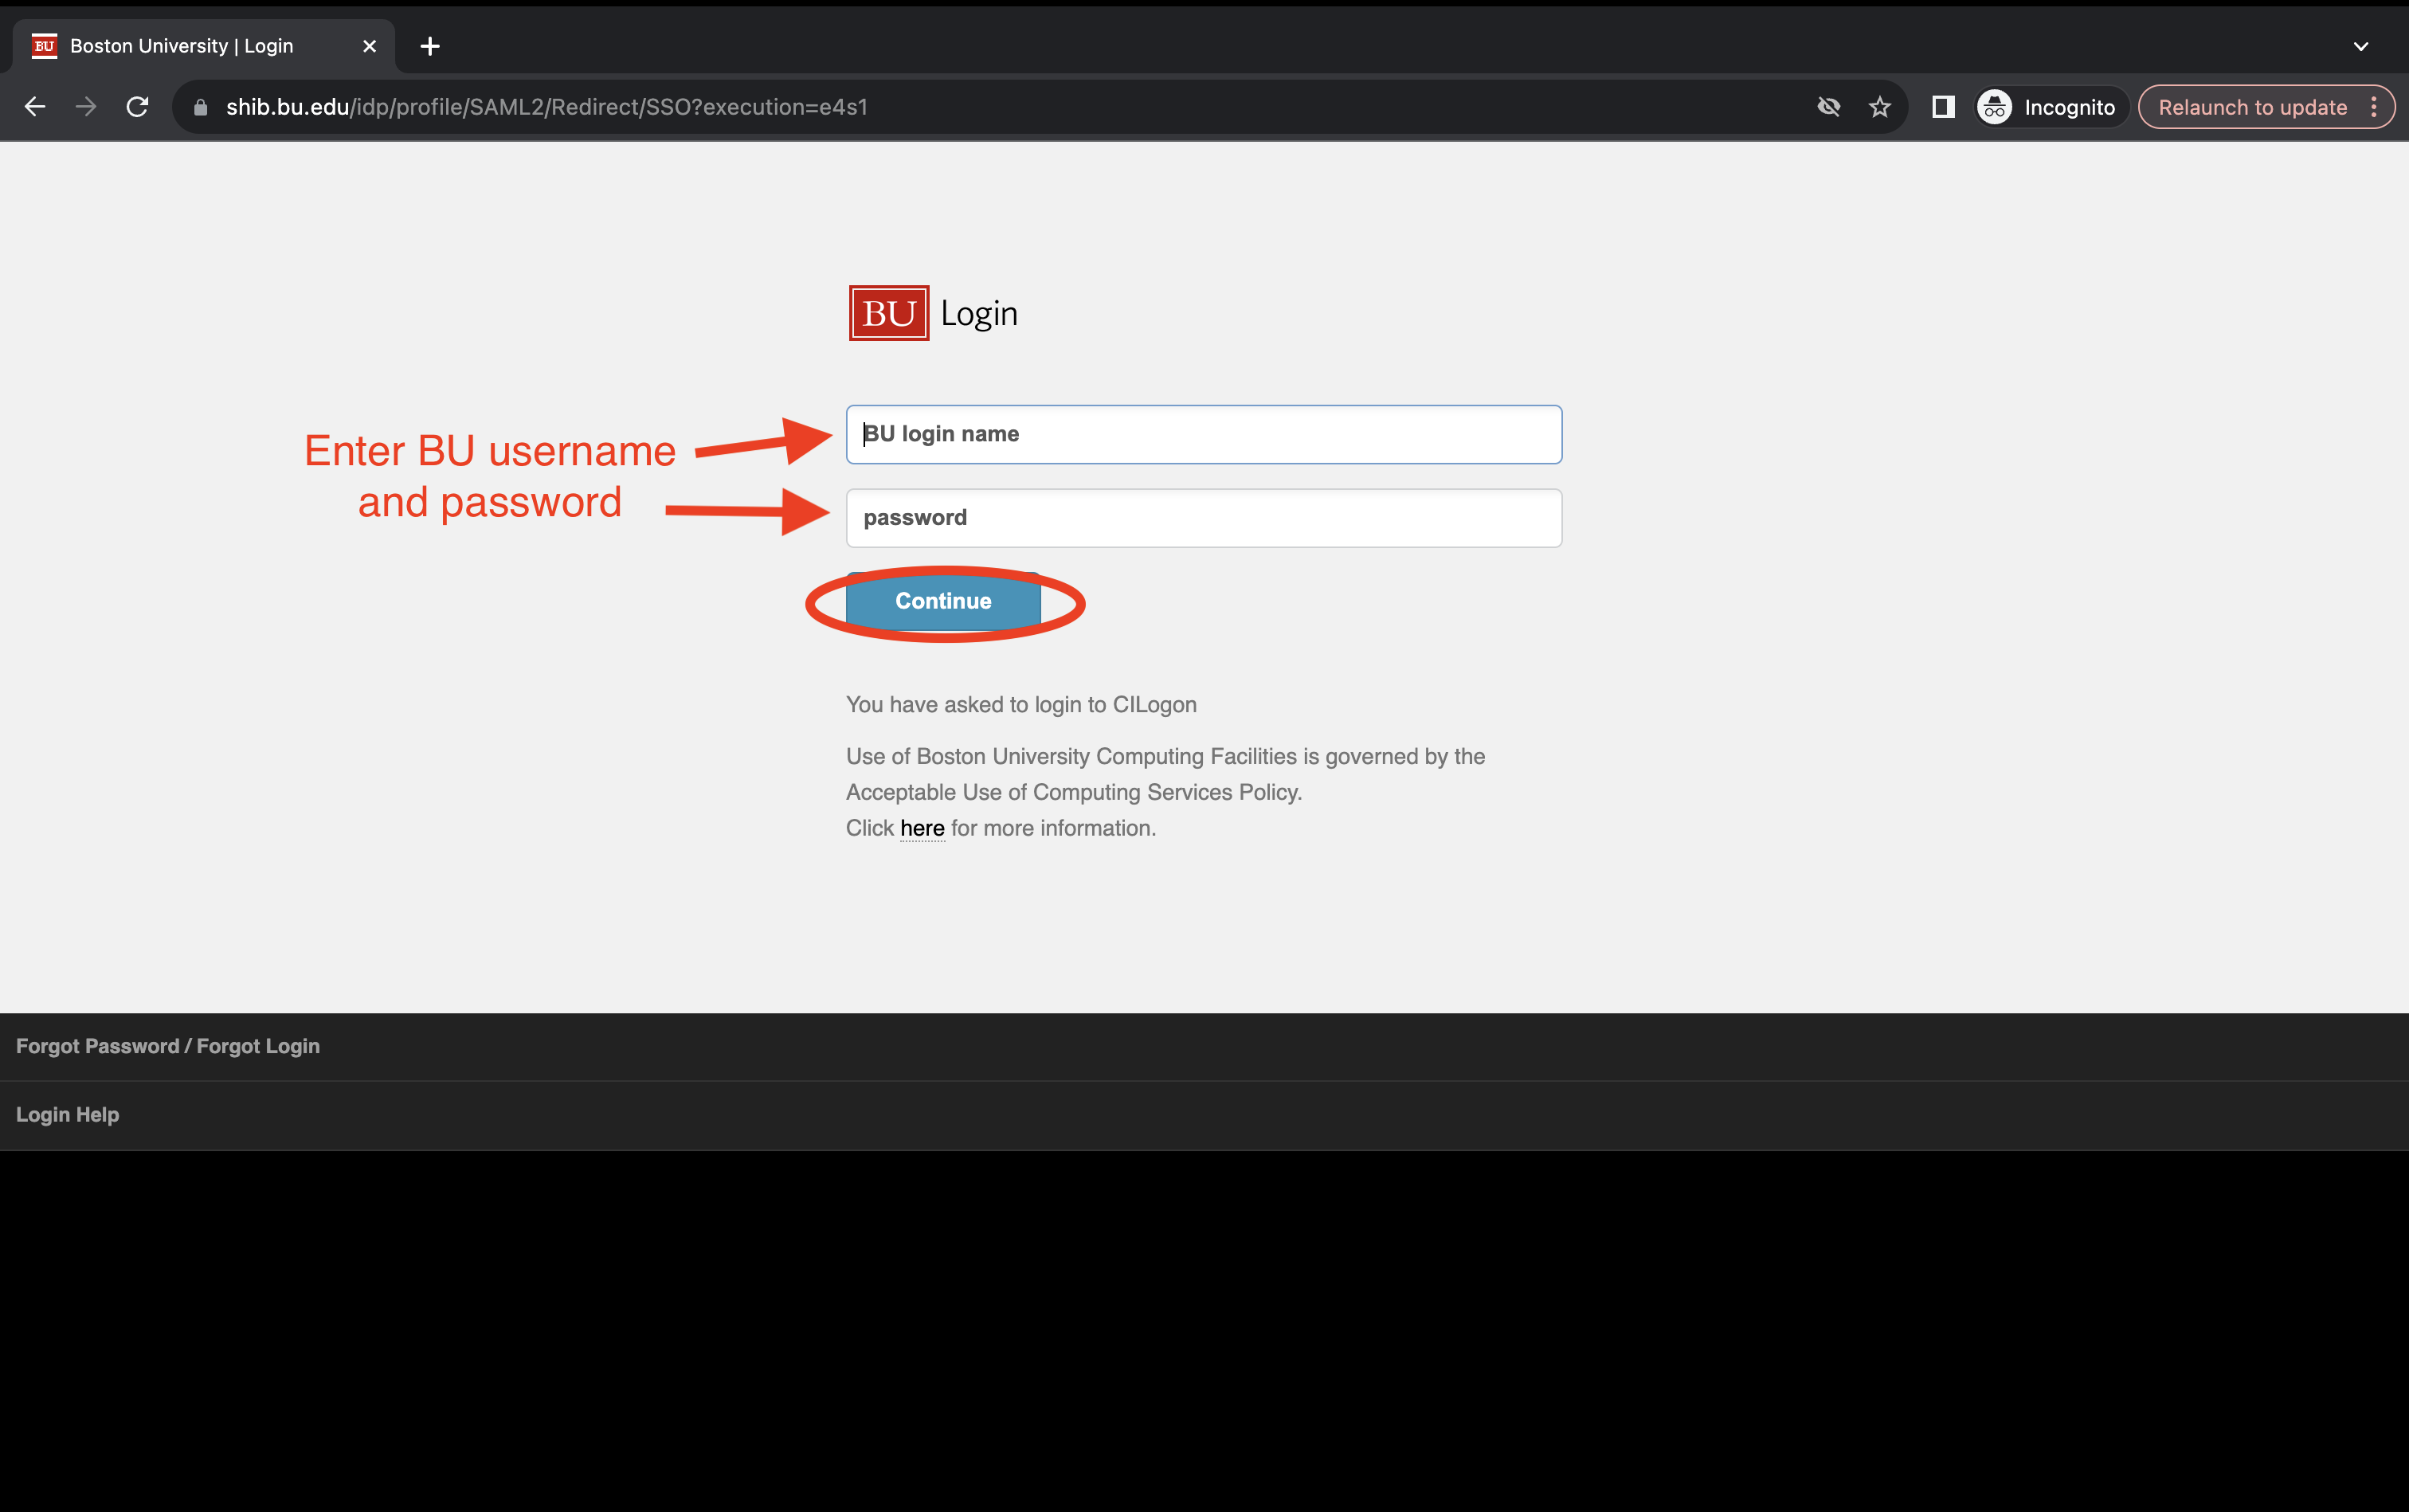 BU Boston University | Login
shib.bu.edu/idp/profile/SAML2/Redirect/SSO?execution=e4s1
Incognito
Relaunch to update
BU Login
Enter BU username
and password
BU login name
password
Continue
You have asked to login to CILogon
Use of Boston University Computing Facilities is governed by the
Acceptable Use of Computing Services Policy.
Click here for more information.
Forgot Password / Forgot Login
Login Help